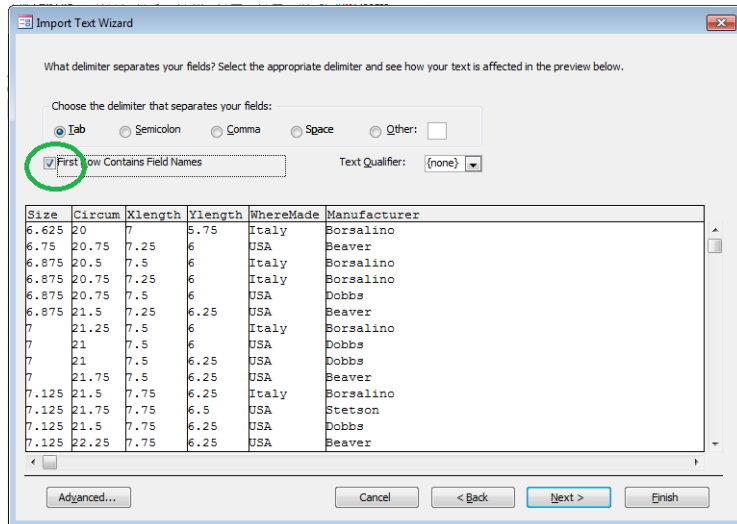 Import Text Wizard
What delimiter separates your fields? Select the appropriate delimiter and see how your text is affected in the preview below.
Choose the delimiter that separates your fields:
Tab Semicolon Comma Space Other:
First Row Contains Field Names Text Qualifier: {none}
Size Circum Xlength Ylength WhereMade Manufacturer
6.625 20 7 5.75 Italy Borsalino
6.75 20.75 7.25 6 USA Beaver
6.875 20.5 7.5 6 Italy Borsalino
6.875 20.75 7.25 6 Italy Borsalino
6.875 20.75 7.5 6 USA Dobbs
6.875 21.5 7.25 6.25 USA Beaver
7 21.25 7.5 6 Italy Borsalino
7 21 7.5 6 USA Dobbs
7 21 7.5 6.25 USA Dobbs
7 21.75 7.5 6.25 USA Beaver
7.125 21.5 7.75 6.25 Italy Borsalino
7.125 21.75 7.75 6.5 USA Stetson
7.125 21.5 7.75 6.25 USA Dobbs
7.125 22.25 7.75 6.25 USA Beaver
Advanced... Cancel < Back Next > Finish